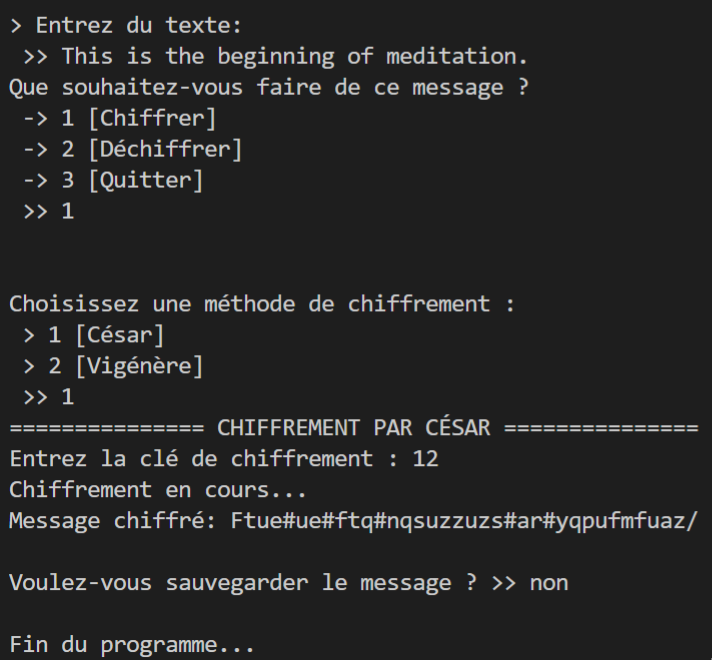 > Entrez du texte:
>> This is the beginning of meditation.
Que souhaitez-vous faire de ce message ?
-> 1 [Chiffrer]
-> 2 [Déchiffrer]
-> 3 [Quitter]
>> 1
Choisissez une méthode de chiffrement :
> 1 [César]
> 2 [Vigénère]
>> 1
=============== CHIFFREMENT PAR CÉSAR ===============
Entrez la clé de chiffrement : 12
Chiffrement en cours...
Message chiffré: Ftue#ue#ftq#nqsuzzuzs#ar#yqpufmfuaz/
Voulez-vous sauvegarder le message ? >> non
Fin du programme...